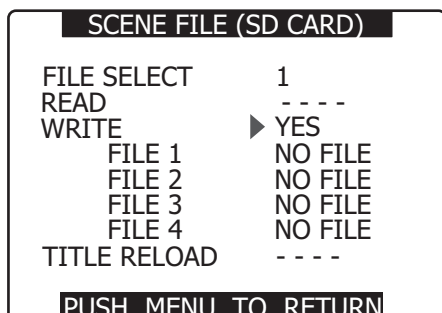 SCENE FILE (SD CARD)
FILE SELECT 1
READ - - - -
WRITE ▶ YES
FILE 1 NO FILE
FILE 2 NO FILE
FILE 3 NO FILE
FILE 4 NO FILE
TITLE RELOAD - - - -
PUSH MENU TO RETURN